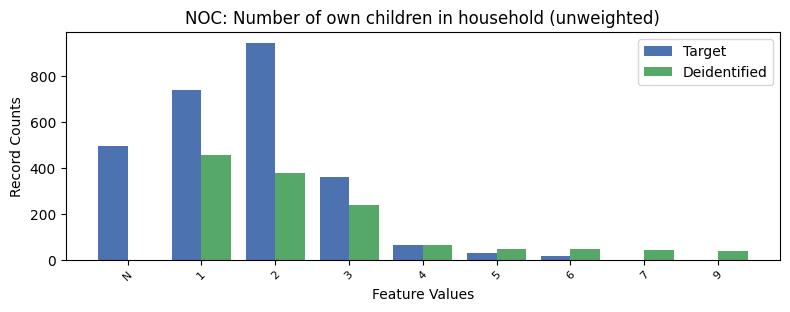 NOC: Number of own children in household (unweighted)
Target
Deidentified
Record Counts
800
600
400
200
0
N 1 2 3 4 5 6 7 9
Feature Values